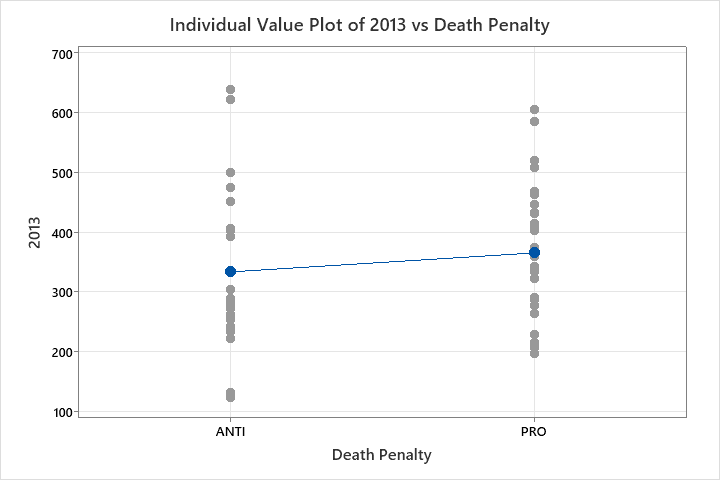 Individual Value Plot of 2013 vs Death Penalty
700
600
500
400
300
200
100
2013
ANTI
PRO
Death Penalty